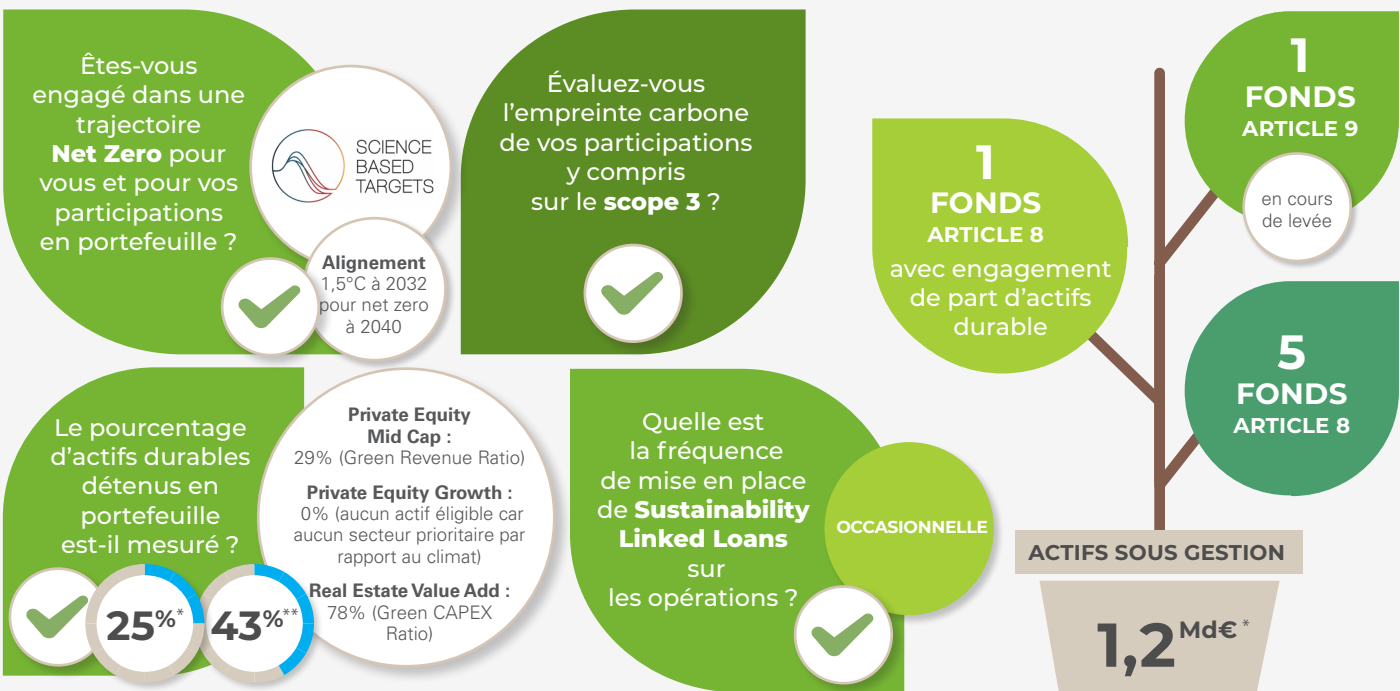 Êtes-vous
engagé dans une
trajectoire
Net Zero pour
vous et pour vos
participations
en portefeuille ?
SCIENCE
BASED
TARGETS
Alignement
1,5°C à 2032
pour net zero
à 2040
Évaluez-vous
l'empreinte carbone
de vos participations
y compris
sur le scope 3 ?
Le pourcentage
d'actifs durables
détenus en
portefeuille
est-il mesuré ?
25%*
43%**
Private Equity
Mid Cap :
29% (Green Revenue Ratio)
Private Equity Growth :
0% (aucun actif éligible car
aucun secteur prioritaire par
rapport au climat)
Real Estate Value Add :
78% (Green CAPEX
Ratio)
Quelle est
la fréquence
de mise en place
de Sustainability
Linked Loans
sur
les opérations ?
OCCASIONNELLE
1
FONDS
ARTICLE 9
en cours
de levée
1
FONDS
ARTICLE 8
avec engagement
de part d'actifs
durable
5
FONDS
ARTICLE 8
ACTIFS SOUS GESTION
1,2 Md€ *